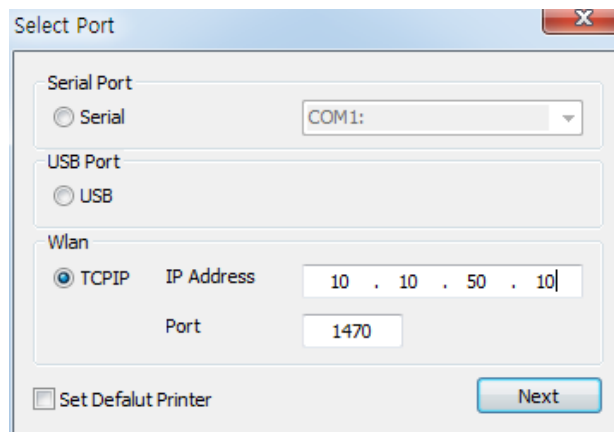 Select Port
Serial Port
Serial COM1:
USB Port
USB
Wlan
TCPIP IP Address 10 . 10 . 50 . 10
Port 1470
Set Defalut Printer Next